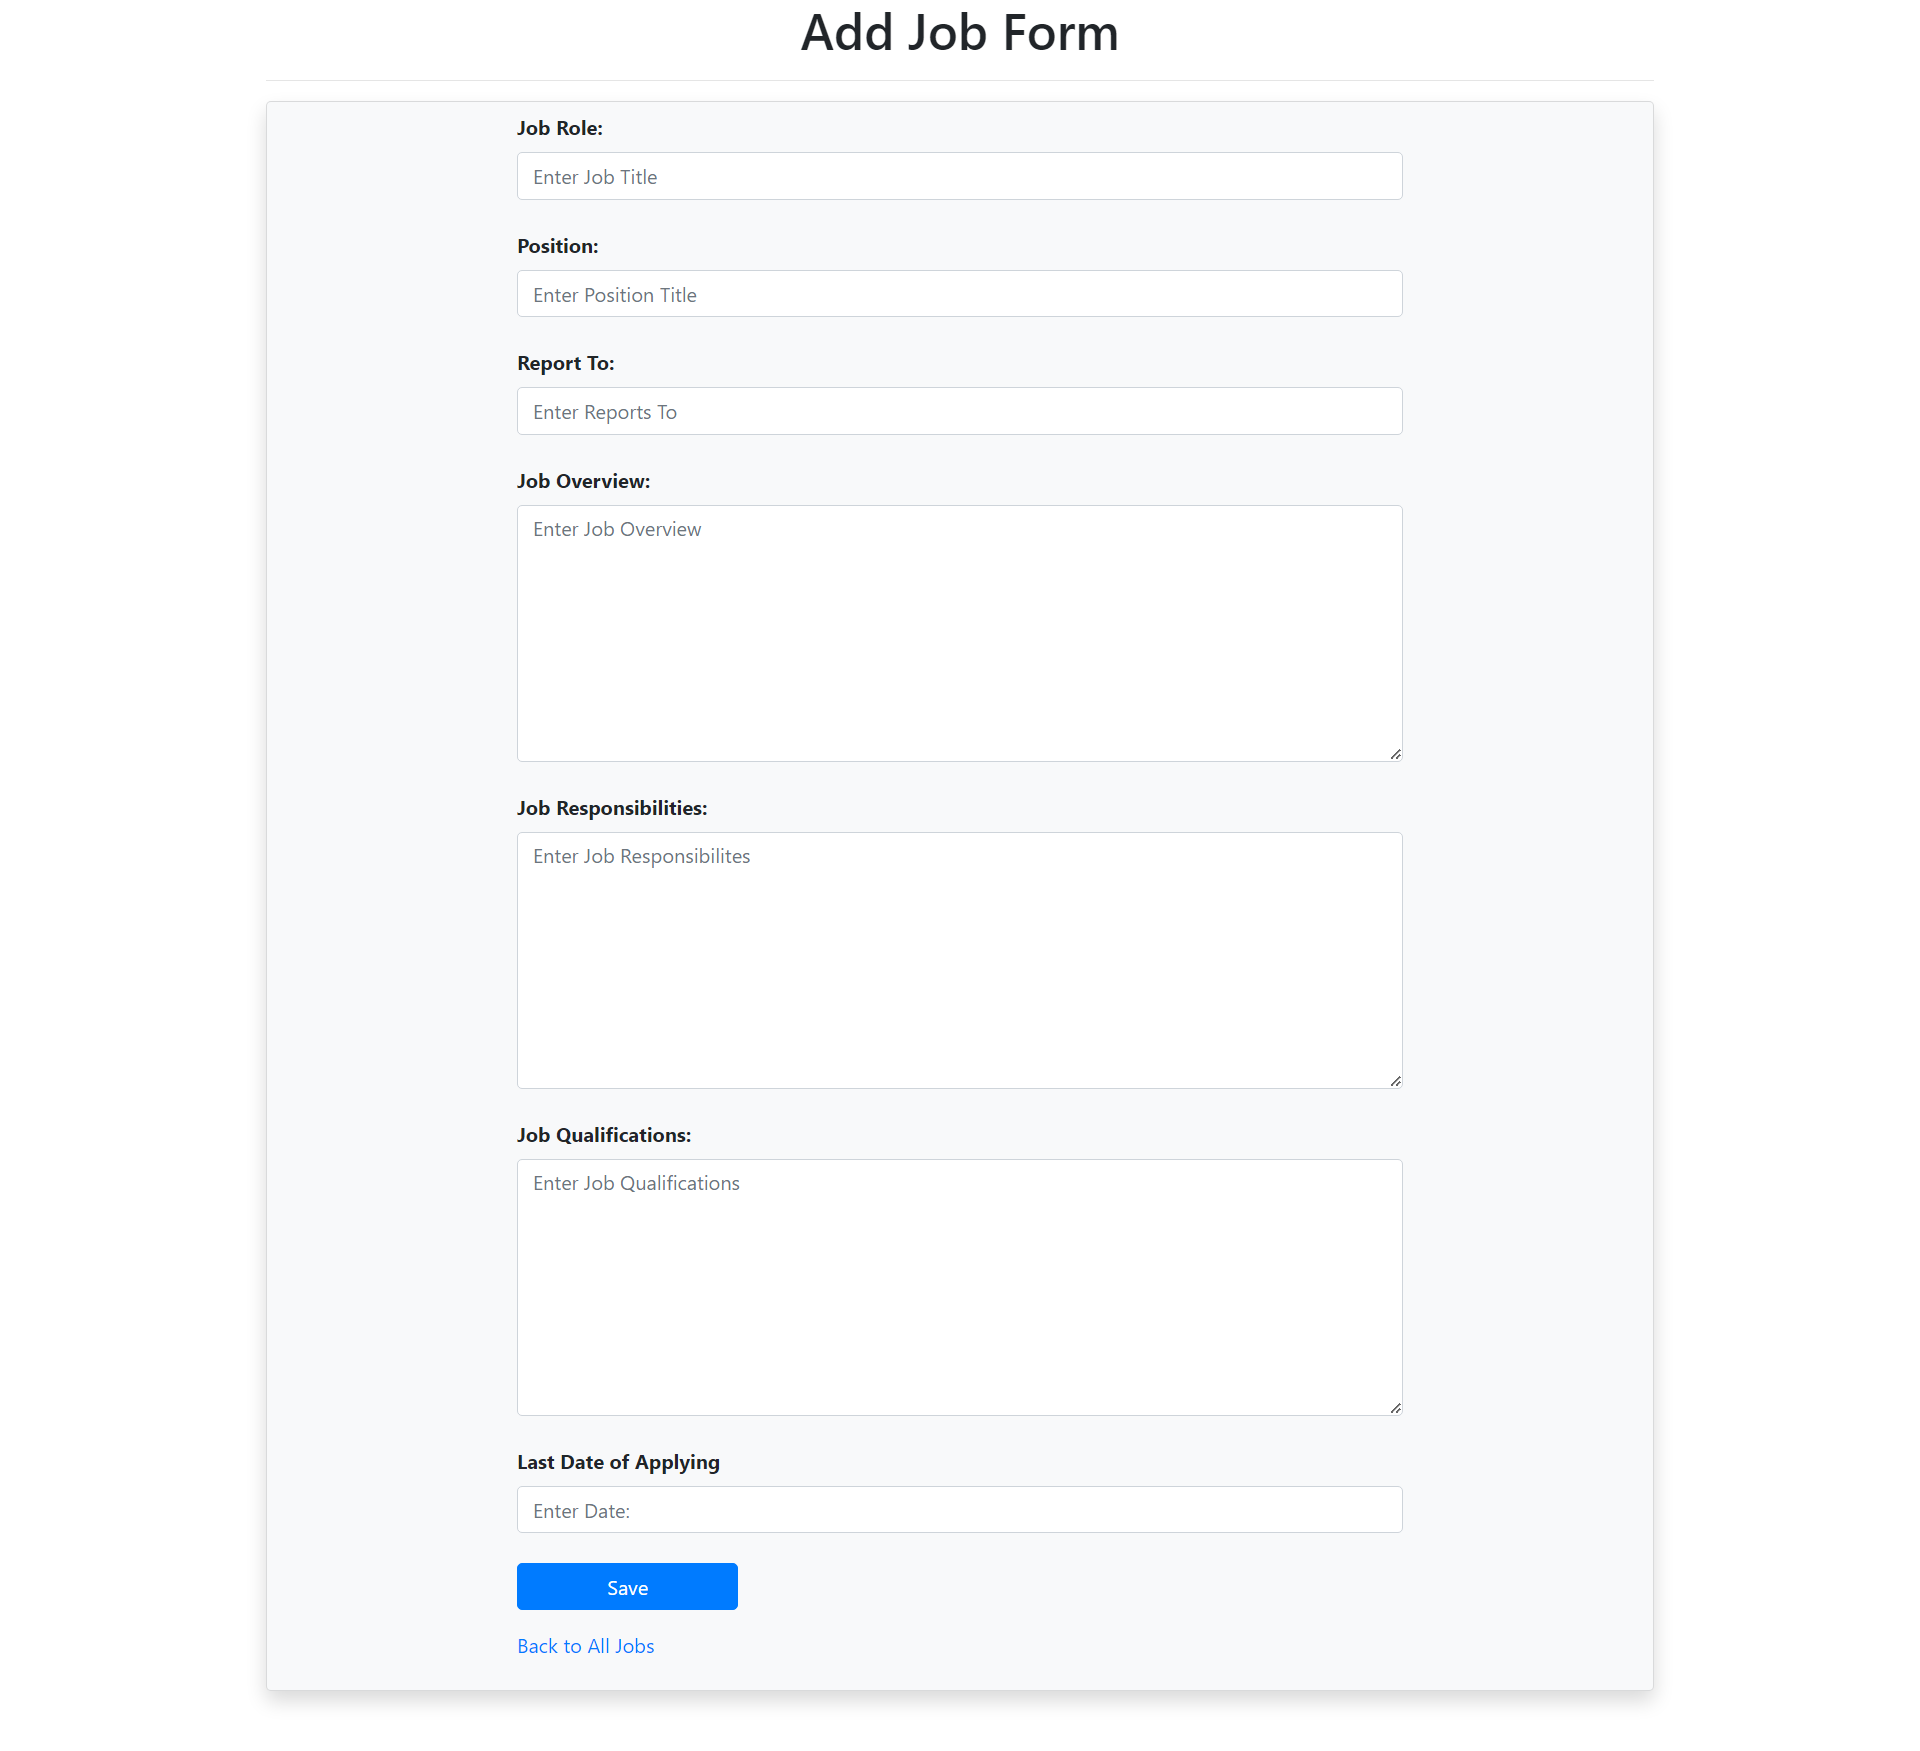 Add Job Form
Job Role:
Enter Job Title
Position:
Enter Position Title
Report To:
Enter Reports To
Job Overview:
Enter Job Overview
Job Responsibilities:
Enter Job Responsibilites
Job Qualifications:
Enter Job Qualifications
Last Date of Applying
Enter Date:
Save
Back to All Jobs